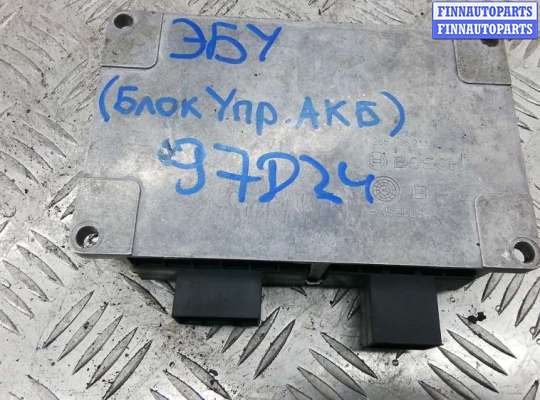 FINNAUTOPARTS
FINNAUTOPARTS
ЭБУ
(Блок Упр. АКБ)
BOSCH
97D24